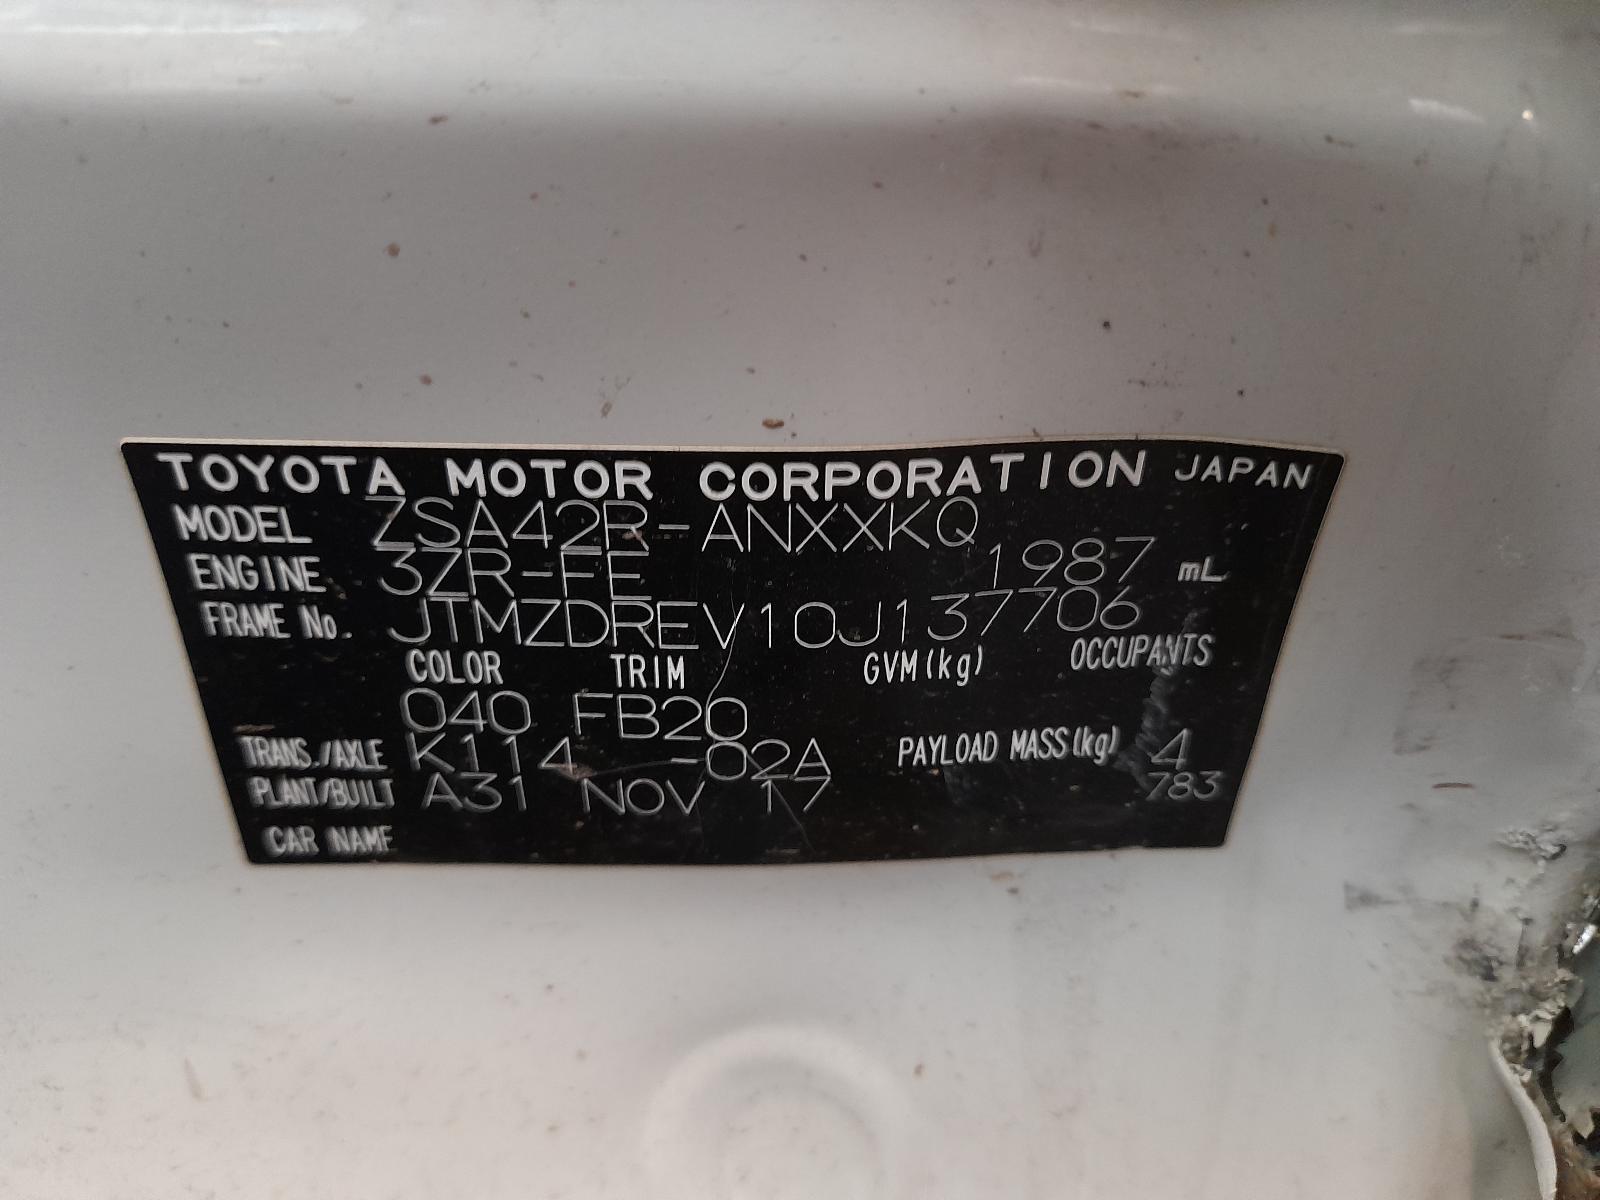 TOYOTA MOTOR CORPORATION JAPAN
MODEL ZSA42R-ANXXKQ
ENGINE 3ZR-FE 1987 mL
FRAME No. JTMZDREV10J137706
COLOR TRIM GVM(kg) OCCUPANTS
040 FB20
TRANS./AXLE K114 -02A PAYLOAD MASS(kg) 4
PLANT/BUILT A31 NOV 17 783
CAR NAME